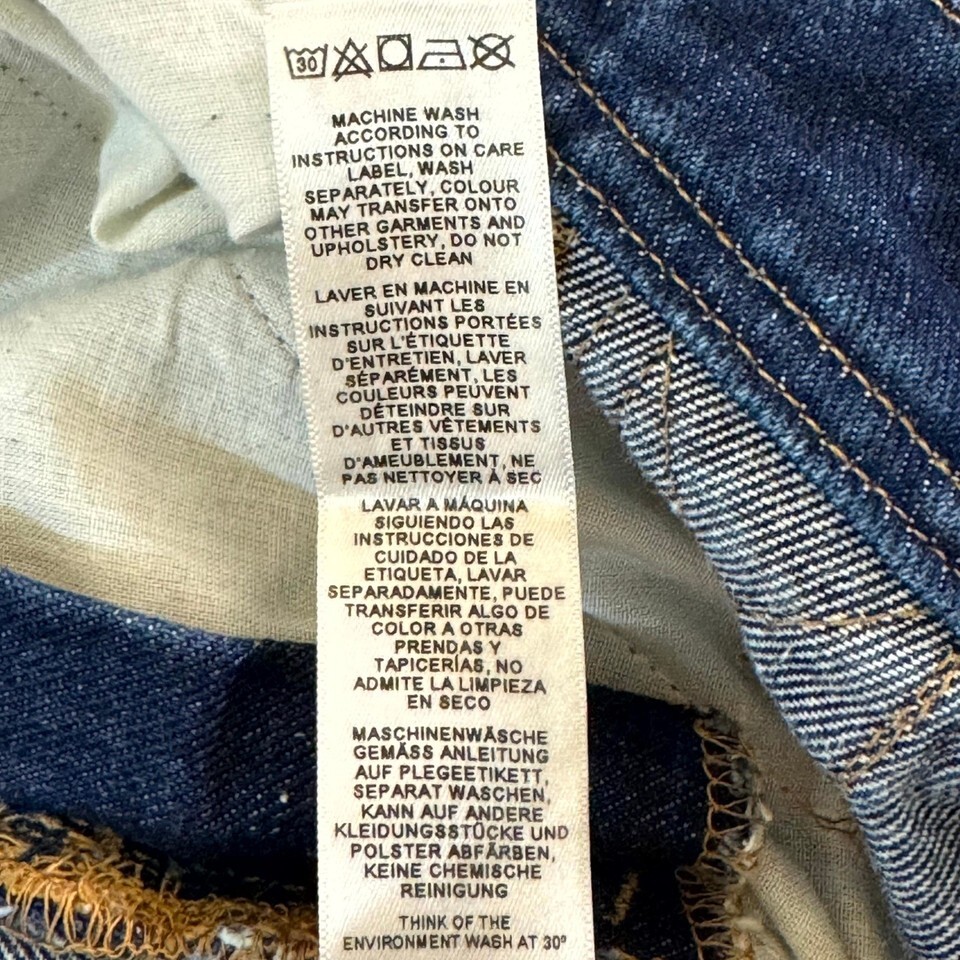 30
MACHINE WASH
ACCORDING TO
INSTRUCTIONS ON CARE
LABEL, WASH
SEPARATELY, COLOUR
MAY TRANSFER ONTO
OTHER GARMENTS AND
UPHOLSTERY, DO NOT
DRY CLEAN
LAVER EN MACHINE EN
SUIVANT LES
INSTRUCTIONS PORTÉES
SUR L'ÉTIQUETTE
D'ENTRETIEN, LAVER
SÉPARÉMENT, LES
COULEURS PEUVENT
DÉTEINDRE SUR
D'AUTRES VÊTEMENTS
ET TISSUS
D'AMEUBLEMENT, NE
PAS NETTOYER À SEC
LAVAR A MÁQUINA
SIGUIENDO LAS
INSTRUCCIONES DE
CUIDADO DE LA
ETIQUETA, LAVAR
SEPARADAMENTE, PUEDE
TRANSFERIR ALGO DE
COLOR A OTRAS
PRENDAS Y
TAPICERÍAS, NO
ADMITE LA LIMPIEZA
EN SECO
MASCHINENWÄSCHE
GEMÄSS ANLEITUNG
AUF PLEGEETIKETT,
SEPARAT WASCHEN,
KANN AUF ANDERE
KLEIDUNGSSTÜCKE UND
POLSTER ABFÄRBEN,
KEINE CHEMISCHE
REINIGUNG
THINK OF THE
ENVIRONMENT WASH AT 30°